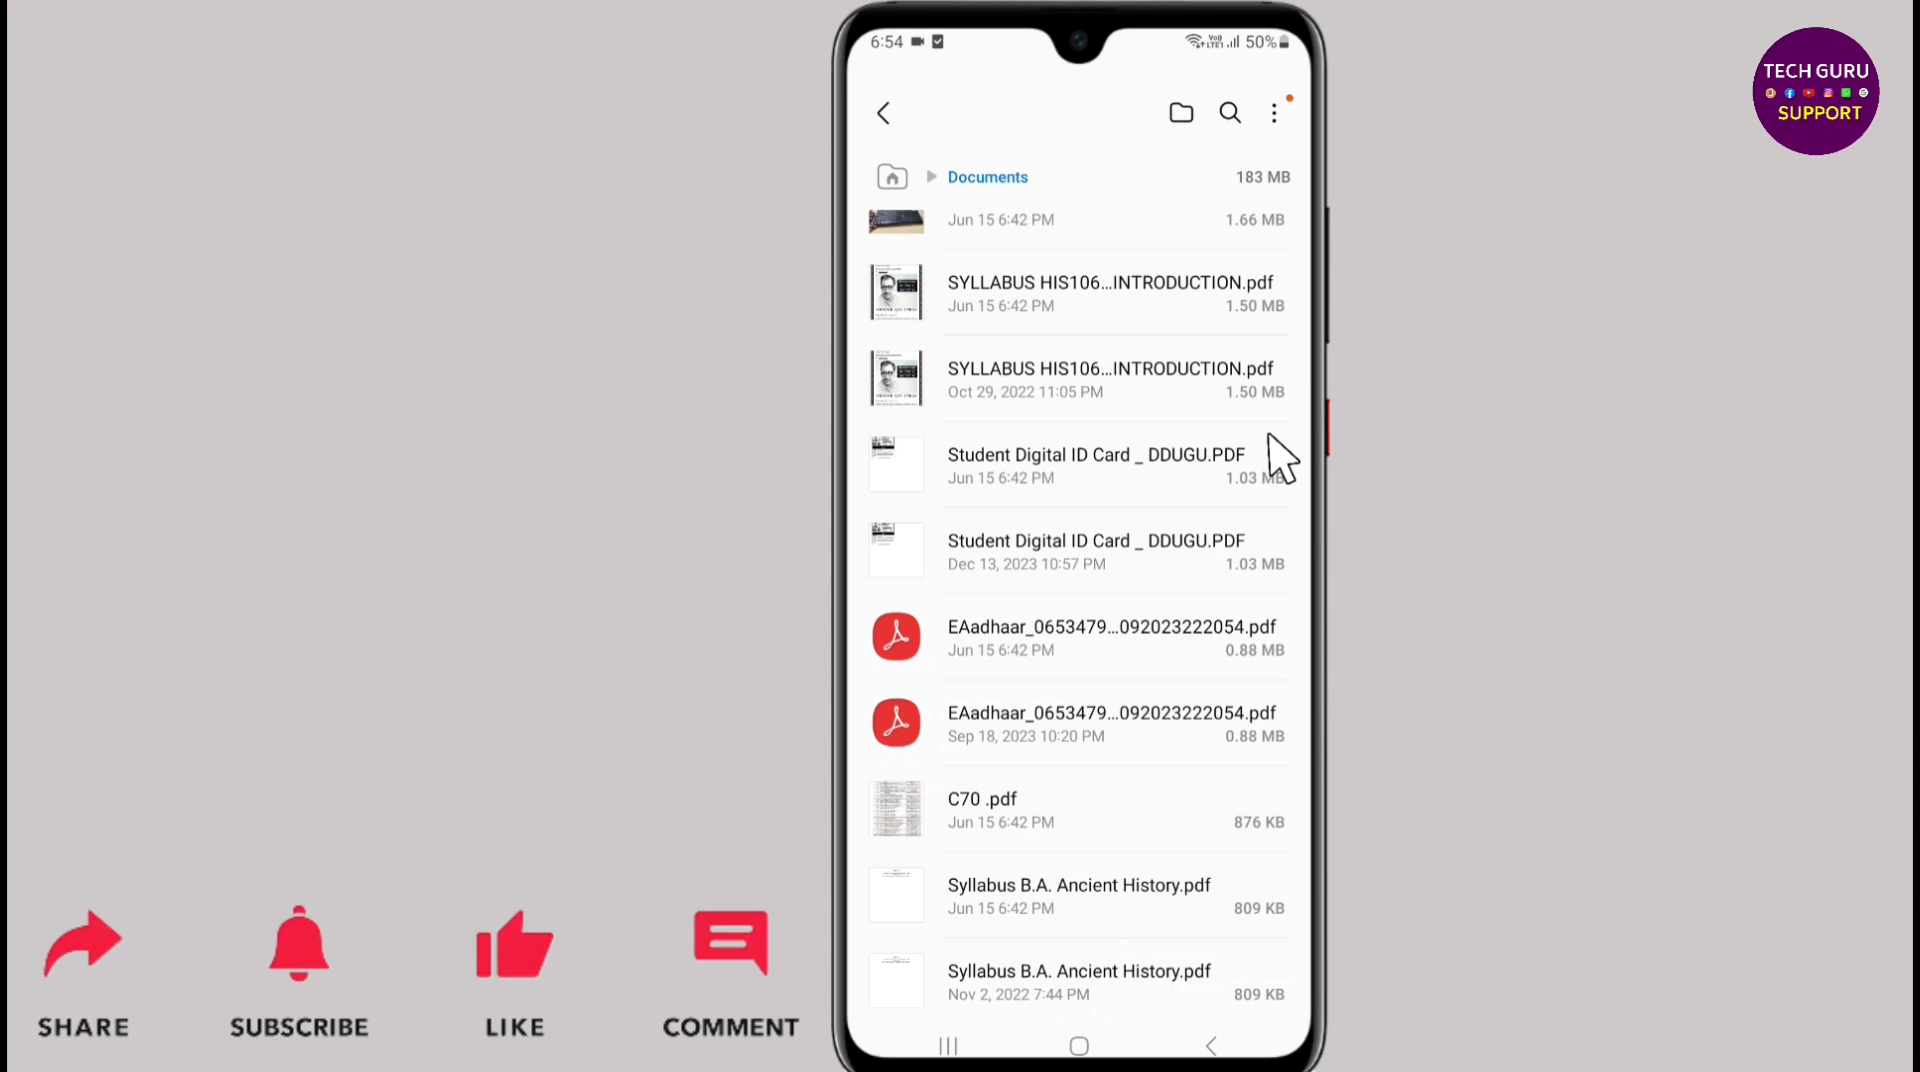 6:54
Vo)) LTE1 50%
TECH GURU
SUPPORT
Documents 183 MB
Jun 15 6:42 PM 1.66 MB
SYLLABUS HIS106...INTRODUCTION.pdf
Jun 15 6:42 PM 1.50 MB
SYLLABUS HIS106...INTRODUCTION.pdf
Oct 29, 2022 11:05 PM 1.50 MB
Student Digital ID Card _ DDUGU.PDF
Jun 15 6:42 PM 1.03 MB
Student Digital ID Card _ DDUGU.PDF
Dec 13, 2023 10:57 PM 1.03 MB
EAadhaar_0653479...092023222054.pdf
Jun 15 6:42 PM 0.88 MB
EAadhaar_0653479...092023222054.pdf
Sep 18, 2023 10:20 PM 0.88 MB
C70 .pdf
Jun 15 6:42 PM 876 KB
Syllabus B.A. Ancient History.pdf
Jun 15 6:42 PM 809 KB
Syllabus B.A. Ancient History.pdf
Nov 2, 2022 7:44 PM 809 KB
SHARE SUBSCRIBE LIKE COMMENT